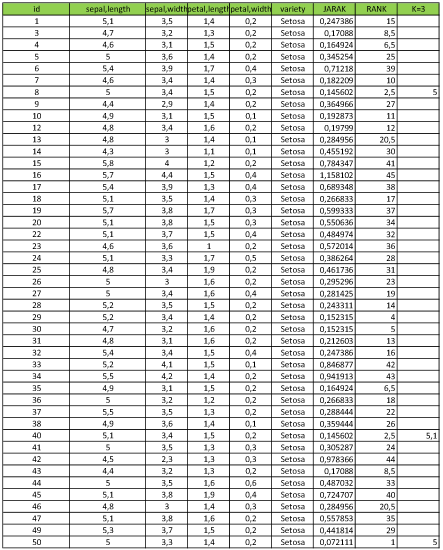 id sepal,length sepal,width petal,length petal,width variety JARAK RANK K=3
1 5,1 3,5 1,4 0,2 Setosa 0,247386 15
3 4,7 3,2 1,3 0,2 Setosa 0,17088 8,5
4 4,6 3,1 1,5 0,2 Setosa 0,164924 6,5
5 5 3,6 1,4 0,2 Setosa 0,345254 25
6 5,4 3,9 1,7 0,4 Setosa 0,71218 39
7 4,6 3,4 1,4 0,3 Setosa 0,182209 10
8 5 3,4 1,5 0,2 Setosa 0,145602 2,5 5
9 4,4 2,9 1,4 0,2 Setosa 0,364966 27
10 4,9 3,1 1,5 0,1 Setosa 0,192873 11
12 4,8 3,4 1,6 0,2 Setosa 0,19799 12
13 4,8 3 1,4 0,1 Setosa 0,284956 20,5
14 4,3 3 1,1 0,1 Setosa 0,455192 30
15 5,8 4 1,2 0,2 Setosa 0,784347 41
16 5,7 4,4 1,5 0,4 Setosa 1,158102 45
17 5,4 3,9 1,3 0,4 Setosa 0,689348 38
18 5,1 3,5 1,4 0,3 Setosa 0,266833 17
19 5,7 3,8 1,7 0,3 Setosa 0,599333 37
20 5,1 3,8 1,5 0,3 Setosa 0,550636 34
22 5,1 3,7 1,5 0,4 Setosa 0,484974 32
23 4,6 3,6 1 0,2 Setosa 0,572014 36
24 5,1 3,3 1,7 0,5 Setosa 0,386264 28
25 4,8 3,4 1,9 0,2 Setosa 0,461736 31
26 5 3 1,6 0,2 Setosa 0,295296 23
27 5 3,4 1,6 0,4 Setosa 0,281425 19
28 5,2 3,5 1,5 0,2 Setosa 0,243311 14
29 5,2 3,4 1,4 0,2 Setosa 0,152315 4
30 4,7 3,2 1,6 0,2 Setosa 0,152315 5
31 4,8 3,1 1,6 0,2 Setosa 0,212603 13
32 5,4 3,4 1,5 0,4 Setosa 0,247386 16
33 5,2 4,1 1,5 0,1 Setosa 0,846877 42
34 5,5 4,2 1,4 0,2 Setosa 0,941913 43
35 4,9 3,1 1,5 0,2 Setosa 0,164924 6,5
36 5 3,2 1,2 0,2 Setosa 0,266833 18
37 5,5 3,5 1,3 0,2 Setosa 0,288444 22
38 4,9 3,6 1,4 0,1 Setosa 0,359444 26
40 5,1 3,4 1,5 0,2 Setosa 0,145602 2,5 5,1
41 5 3,5 1,3 0,3 Setosa 0,305287 24
42 4,5 2,3 1,3 0,3 Setosa 0,978366 44
43 4,4 3,2 1,3 0,2 Setosa 0,17088 8,5
44 5 3,5 1,6 0,6 Setosa 0,487032 33
45 5,1 3,8 1,9 0,4 Setosa 0,724707 40
46 4,8 3 1,4 0,3 Setosa 0,284956 20,5
47 5,1 3,8 1,6 0,2 Setosa 0,557853 35
49 5,3 3,7 1,5 0,2 Setosa 0,441814 29
50 5 3,3 1,4 0,2 Setosa 0,072111 1 5